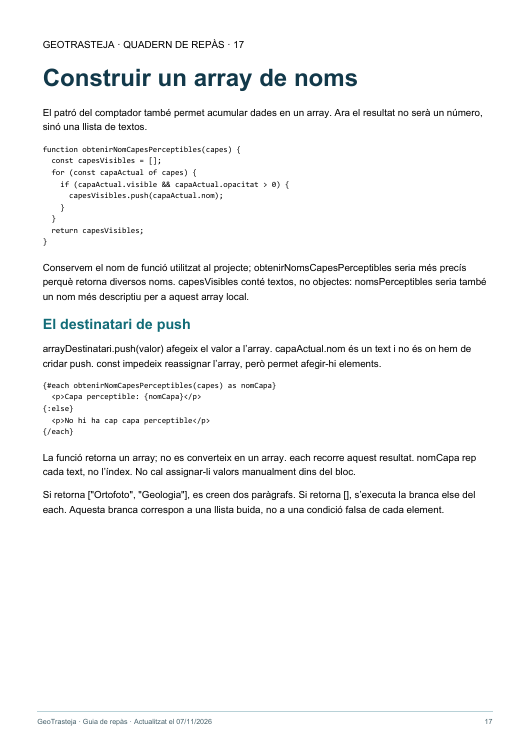 GEOTRASTEJA · QUADERN DE REPÀS · 17
Construir un array de noms
El patró del comptador també permet acumular dades en un array. Ara el resultat no serà un número,
sinó una llista de textos.
function obtenirNomCapesPerceptibles(capes) {
  const capesVisibles = [];
  for (const capaActual of capes) {
    if (capaActual.visible && capaActual.opacitat > 0) {
      capesVisibles.push(capaActual.nom);
    }
  }
  return capesVisibles;
}
Conservem el nom de funció utilitzat al projecte; obtenirNomsCapesPerceptibles seria més precís
perquè retorna diversos noms. capesVisibles conté textos, no objectes: nomsPerceptibles seria també
un nom més descriptiu per a aquest array local.
El destinatari de push
arrayDestinatari.push(valor) afegeix el valor a l’array. capaActual.nom és un text i no és on hem de
cridar push. const impedeix reassignar l’array, però permet afegir-hi elements.
{#each obtenirNomCapesPerceptibles(capes) as nomCapa}
  <p>Capa perceptible: {nomCapa}</p>
{:else}
  <p>No hi ha cap capa perceptible</p>
{/each}
La funció retorna un array; no es converteix en un array. each recorre aquest resultat. nomCapa rep
cada text, no l’índex. No cal assignar-li valors manualment dins del bloc.
Si retorna ["Ortofoto", "Geologia"], es creen dos paràgrafs. Si retorna [], s’executa la branca else del
each. Aquesta branca correspon a una llista buida, no a una condició falsa de cada element.
GeoTrasteja · Guia de repàs · Actualitzat el 07/11/2026
17